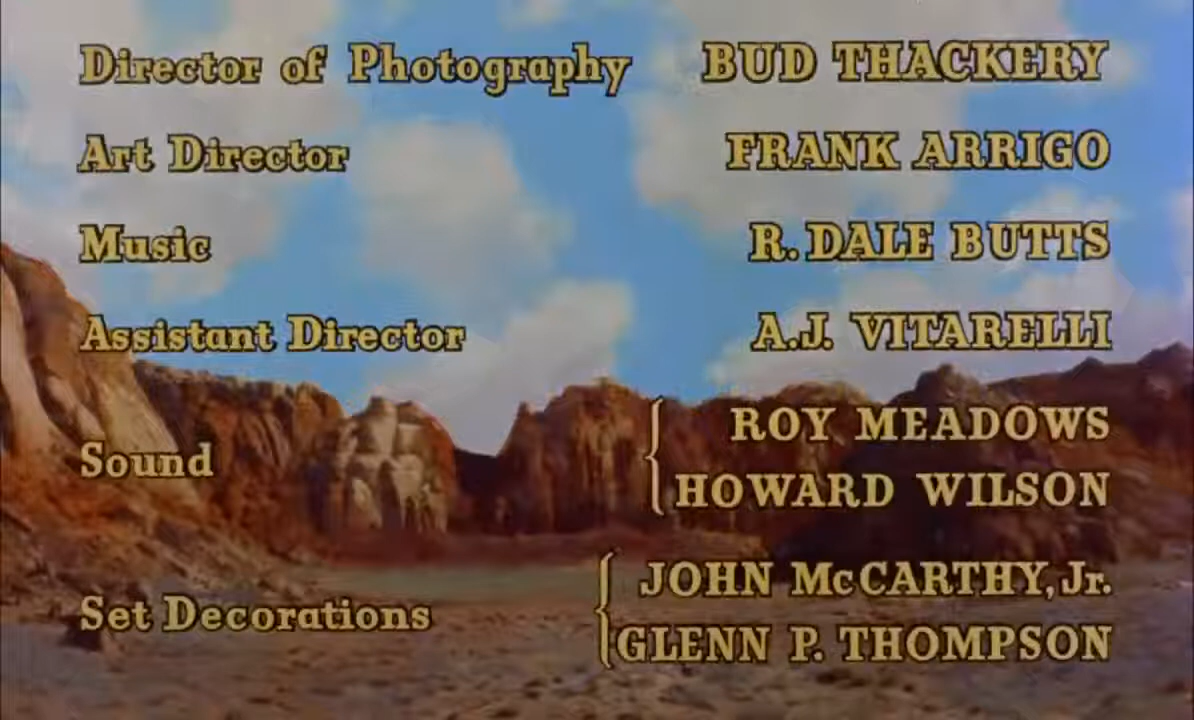 Director of Photography BUD THACKERY
Art Director FRANK ARRIGO
Music R. DALE BUTTS
Assistant Director A.J. VITARELLI
Sound ROY MEADOWS
HOWARD WILSON
Set Decorations JOHN McCARTHY, Jr.
GLENN P. THOMPSON